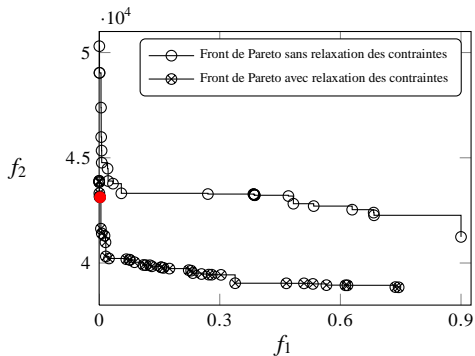 ·10⁴
5
Front de Pareto sans relaxation des contraintes
Front de Pareto avec relaxation des contraintes
4.5
f₂
4
0 0.3 0.6 0.9
f₁